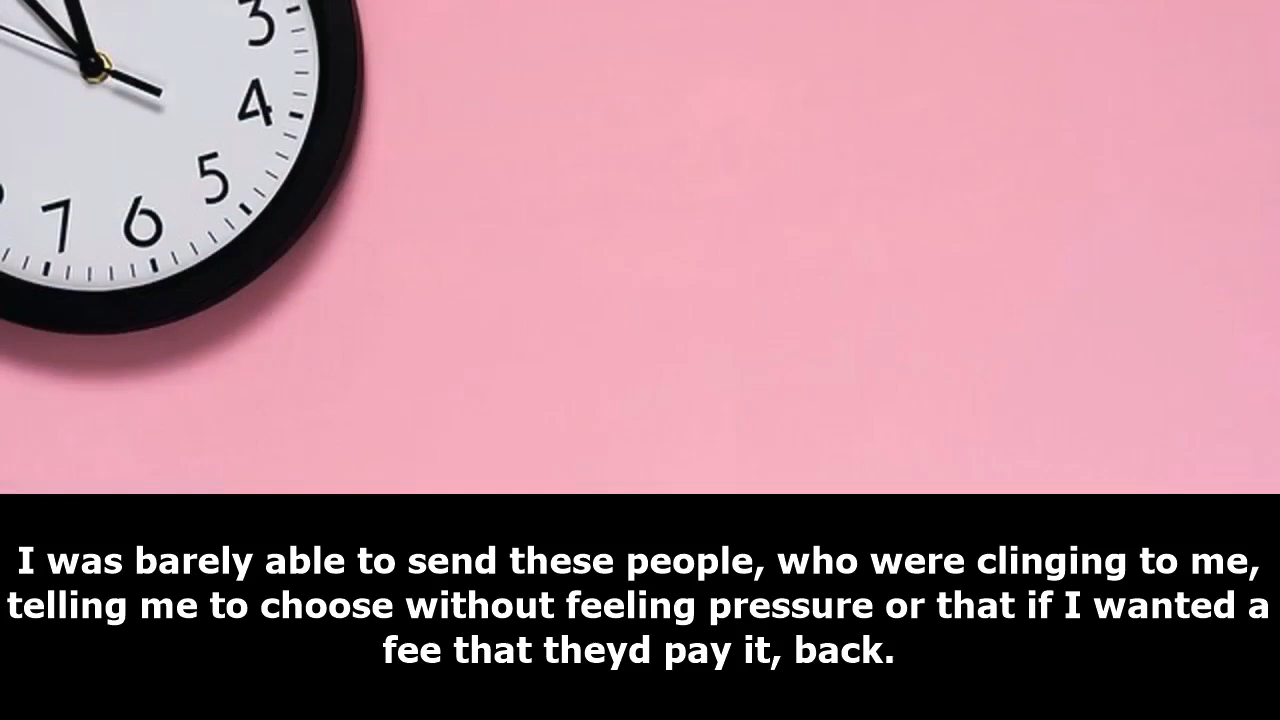 3
4
5
6
7
I was barely able to send these people, who were clinging to me,
telling me to choose without feeling pressure or that if I wanted a
fee that theyd pay it, back.